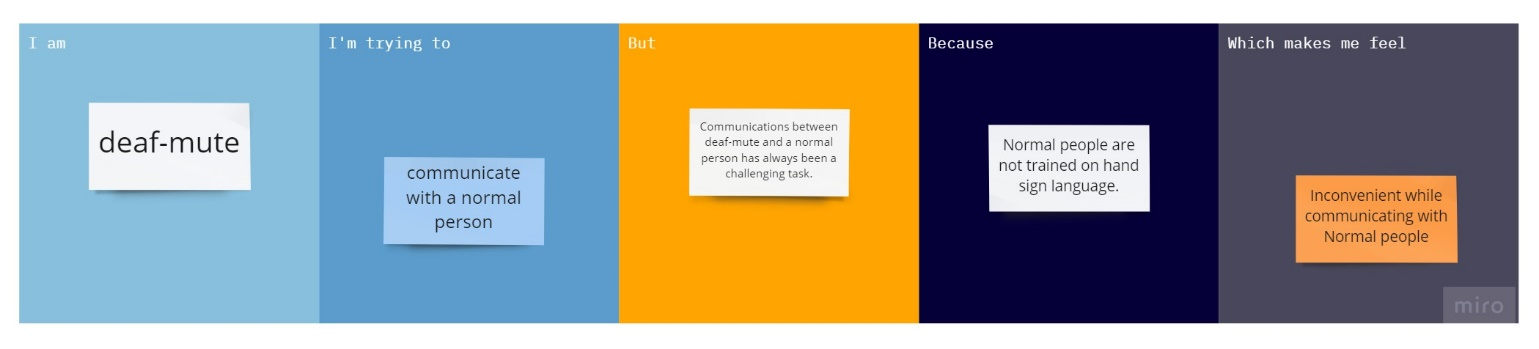 I am
deaf-mute
I'm trying to
communicate
with a normal
person
But
Communications between
deaf-mute and a normal
person has always been a
challenging task.
Because
Normal people are
not trained on hand
sign language.
Which makes me feel
Inconvenient while
communicating with
Normal people
miro